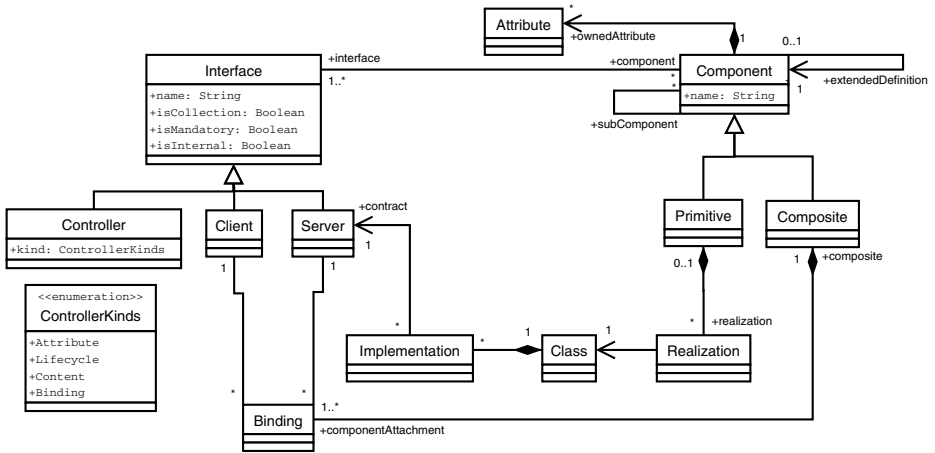 *
Attribute
+ownedAttribute
1
0..1
Interface
+interface
1..*
+component
*
Component
1
+extendedDefinition
+name: String
+isCollection: Boolean
+isMandatory: Boolean
+isInternal: Boolean
*
+name: String
+subComponent
Controller
+kind: ControllerKinds
Client
1
Server
1
+contract
1
Primitive
0..1
Composite
1
+composite
<<enumeration>>
ControllerKinds
+Attribute
+Lifecycle
+Content
+Binding
*
Implementation
*
1
Class
1
*
+realization
Realization
*
*
Binding
1..*
+componentAttachment